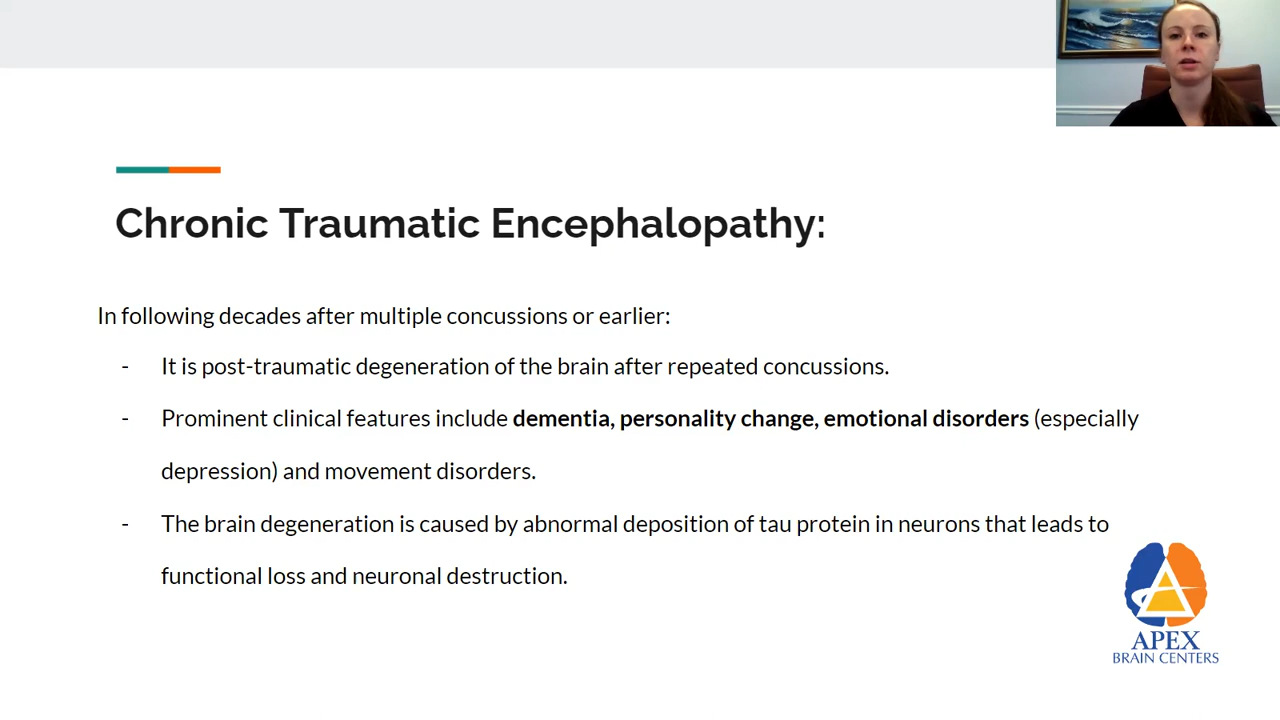 Chronic Traumatic Encephalopathy:
In following decades after multiple concussions or earlier:
- It is post-traumatic degeneration of the brain after repeated concussions.
- Prominent clinical features include dementia, personality change, emotional disorders (especially
depression) and movement disorders.
- The brain degeneration is caused by abnormal deposition of tau protein in neurons that leads to
functional loss and neuronal destruction.
APEX
BRAIN CENTERS